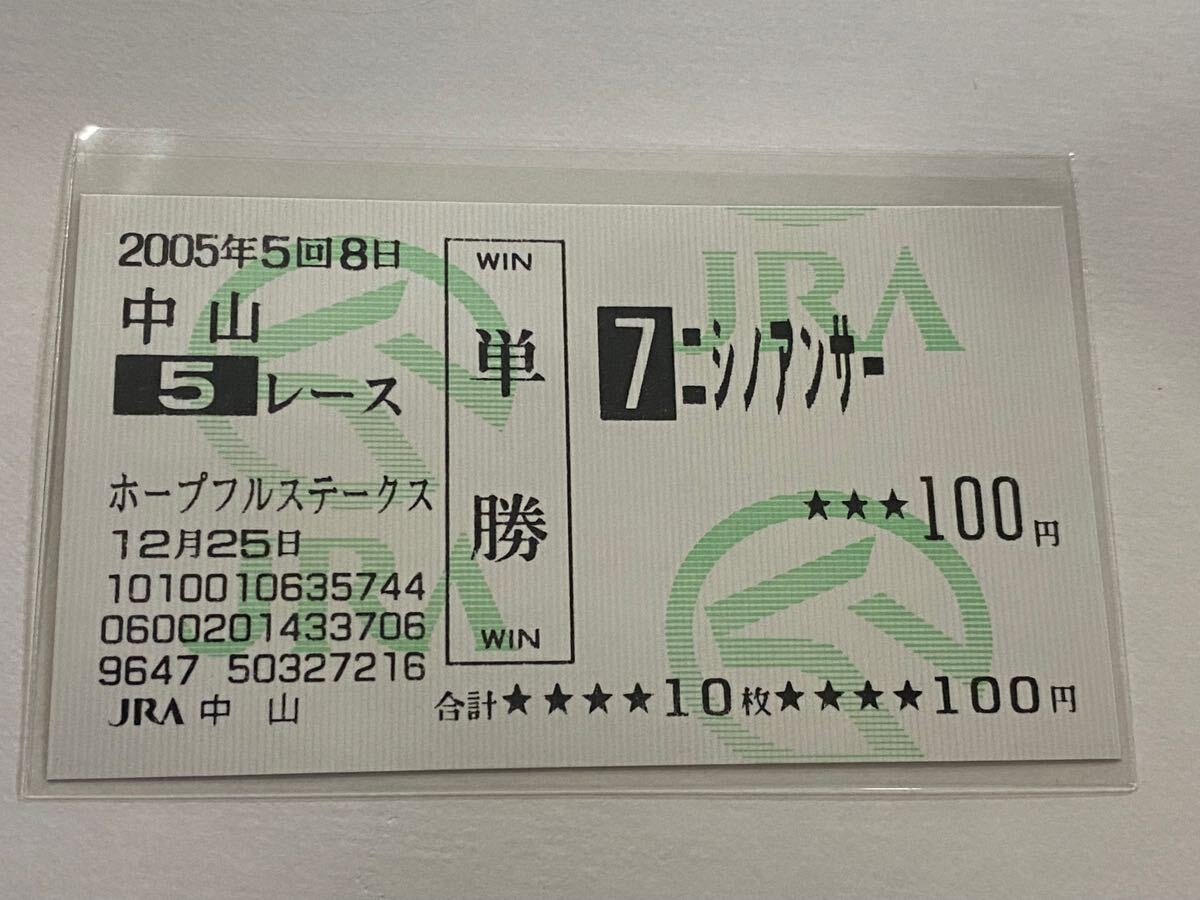 2005年5回8日
中山
5レース
ホープフルステークス
12月25日
1010010635744
0600201433706
9647 50327216
JRA 中 山
WIN
単勝
WIN
JRA
7 ニシノアンサー
★★★100円
JRA
合計★★★★10枚★★★★100円